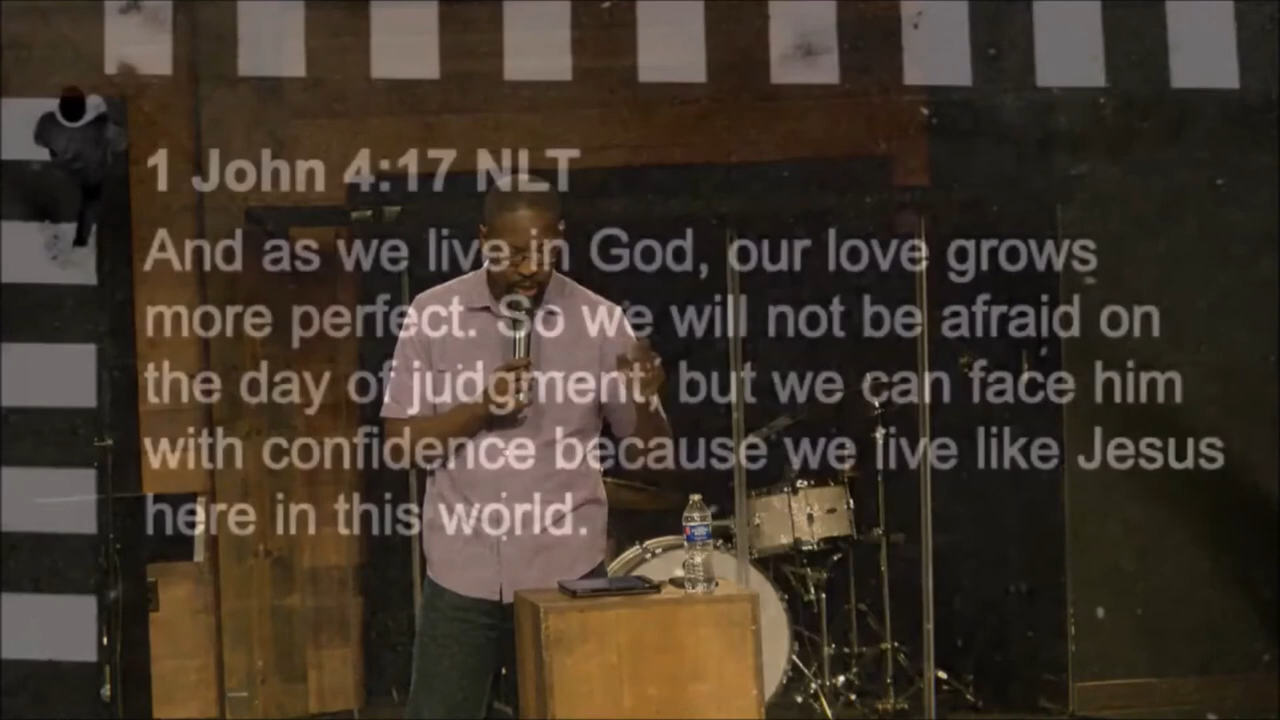 1 John 4:17 NLT
And as we live in God, our love grows
more perfect. So we will not be afraid on
the day of judgment, but we can face him
with confidence because we live like Jesus
here in this world.